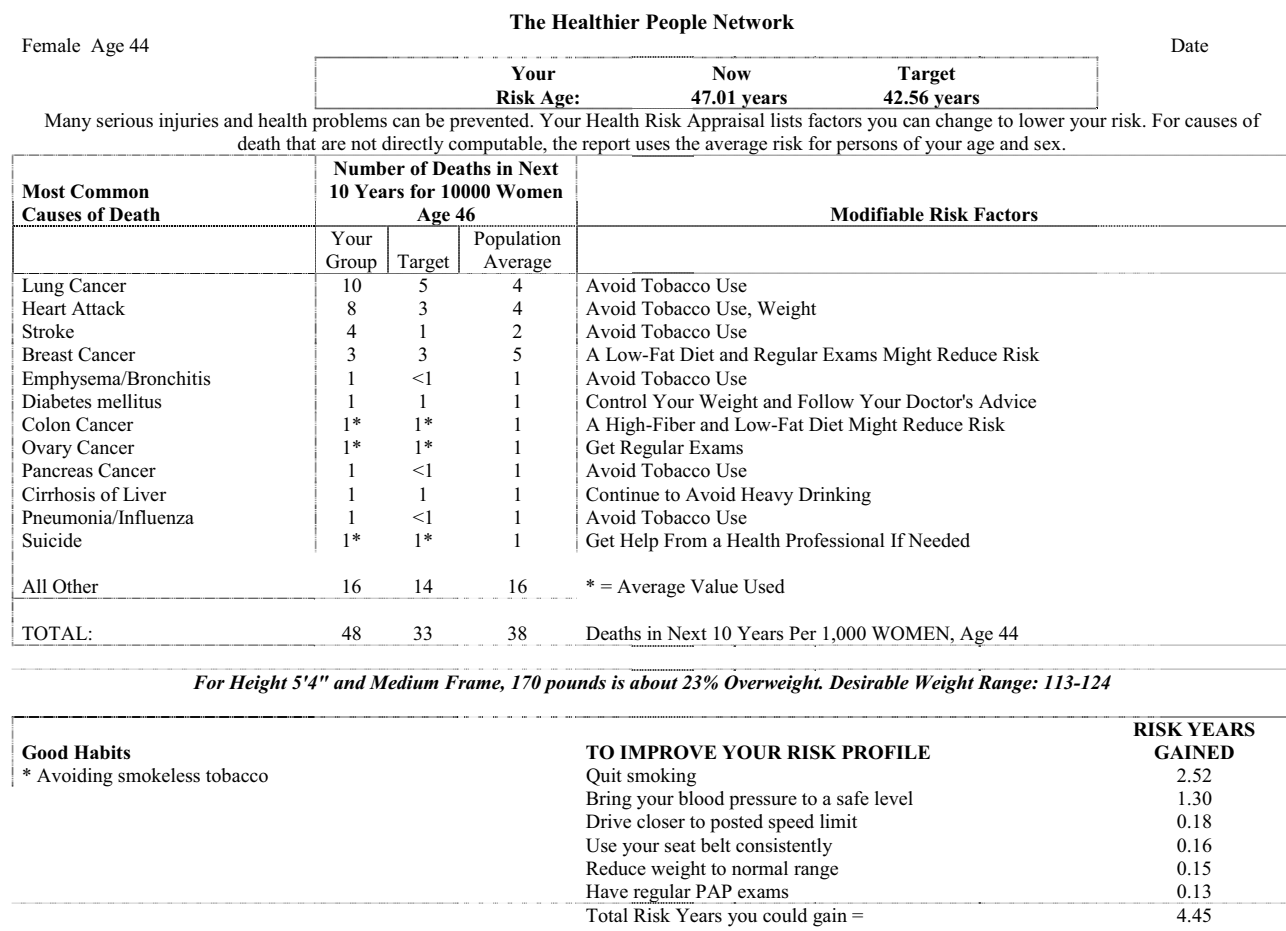 The Healthier People Network
Female Age 44 Date
Your Now Target
Risk Age: 47.01 years 42.56 years
Many serious injuries and health problems can be prevented. Your Health Risk Appraisal lists factors you can change to lower your risk. For causes of
death that are not directly computable, the report uses the average risk for persons of your age and sex.
Number of Deaths in Next
Most Common 10 Years for 10000 Women
Causes of Death Age 46 Modifiable Risk Factors
Your Population
Group Target Average
Lung Cancer 10 5 4 Avoid Tobacco Use
Heart Attack 8 3 4 Avoid Tobacco Use, Weight
Stroke 4 1 2 Avoid Tobacco Use
Breast Cancer 3 3 5 A Low-Fat Diet and Regular Exams Might Reduce Risk
Emphysema/Bronchitis 1 <1 1 Avoid Tobacco Use
Diabetes mellitus 1 1 1 Control Your Weight and Follow Your Doctor's Advice
Colon Cancer 1* 1* 1 A High-Fiber and Low-Fat Diet Might Reduce Risk
Ovary Cancer 1* 1* 1 Get Regular Exams
Pancreas Cancer 1 <1 1 Avoid Tobacco Use
Cirrhosis of Liver 1 1 1 Continue to Avoid Heavy Drinking
Pneumonia/Influenza 1 <1 1 Avoid Tobacco Use
Suicide 1* 1* 1 Get Help From a Health Professional If Needed
All Other 16 14 16 * = Average Value Used
TOTAL: 48 33 38 Deaths in Next 10 Years Per 1,000 WOMEN, Age 44
For Height 5'4" and Medium Frame, 170 pounds is about 23% Overweight. Desirable Weight Range: 113-124
RISK YEARS
Good Habits TO IMPROVE YOUR RISK PROFILE GAINED
* Avoiding smokeless tobacco Quit smoking 2.52
Bring your blood pressure to a safe level 1.30
Drive closer to posted speed limit 0.18
Use your seat belt consistently 0.16
Reduce weight to normal range 0.15
Have regular PAP exams 0.13
Total Risk Years you could gain = 4.45